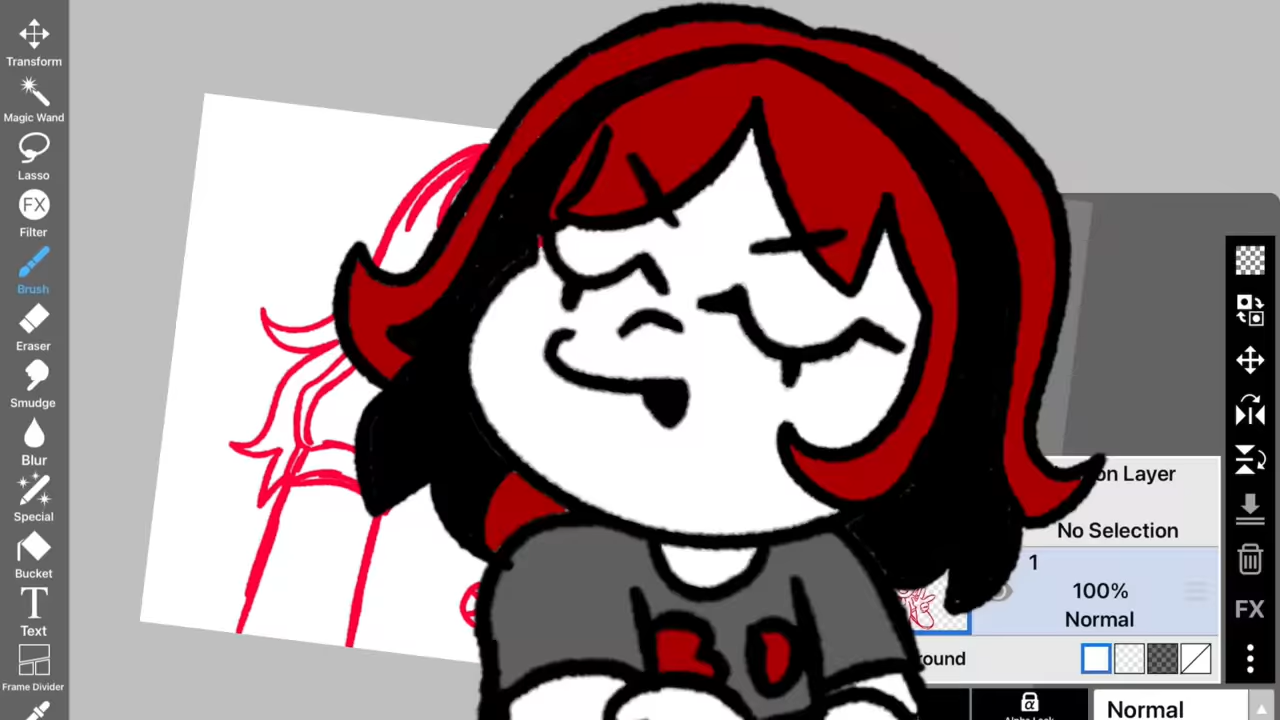 Transform
Magic Wand
Lasso
FX
Filter
Brush
Eraser
Smudge
Blur
Special
Bucket
T
Text
Frame Divider
on Layer
No Selection
1
100%
Normal
round
FX
α
Normal